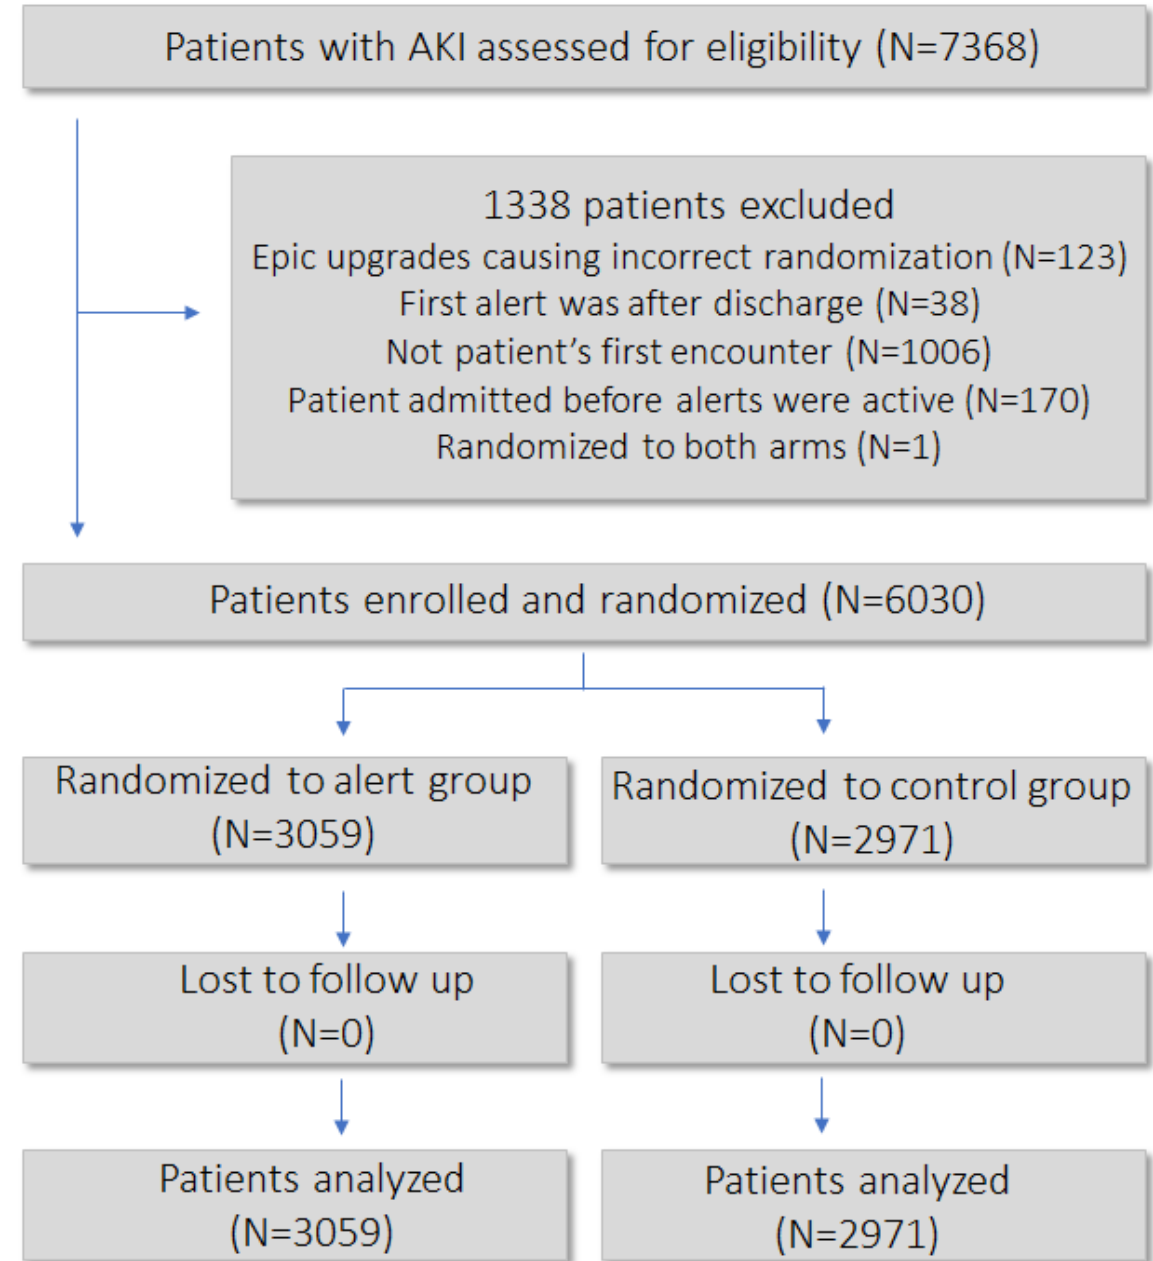 Patients with AKI assessed for eligibility (N=7368)
1338 patients excluded
Epic upgrades causing incorrect randomization (N=123)
First alert was after discharge (N=38)
Not patient’s first encounter (N=1006)
Patient admitted before alerts were active (N=170)
Randomized to both arms (N=1)
Patients enrolled and randomized (N=6030)
Randomized to alert group
(N=3059)
Randomized to control group
(N=2971)
Lost to follow up
(N=0)
Lost to follow up
(N=0)
Patients analyzed
(N=3059)
Patients analyzed
(N=2971)